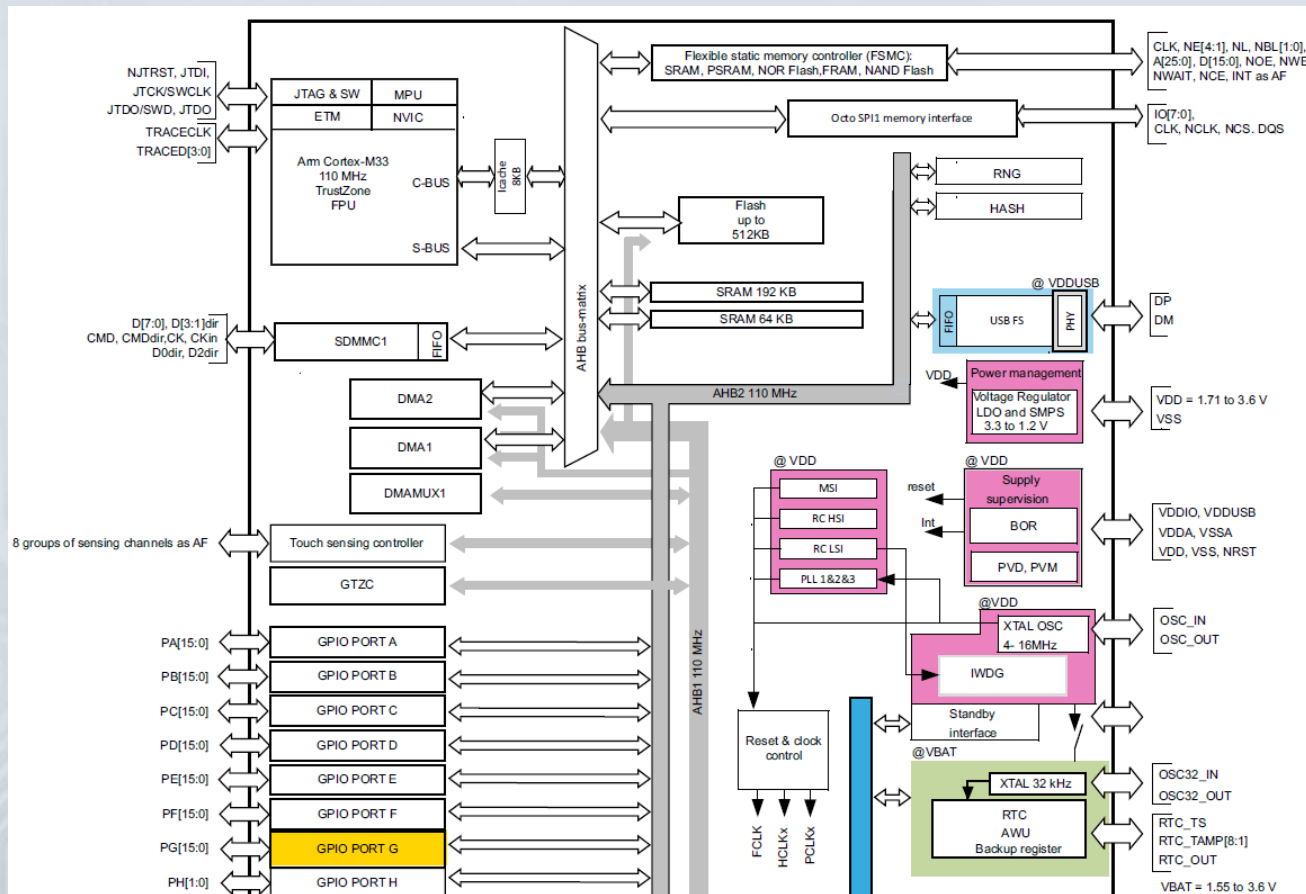 NJTRST, JTDI,
JTCK/SWCLK
JTDO/SWD, JTDO
TRACECLK
TRACED[3:0]
JTAG & SW
MPU
ETM
NVIC
Arm Cortex-M33
110 MHz
TrustZone
FPU
C-BUS
S-BUS
Icache
8KB
AHB bus-matrix
Flexible static memory controller (FSMC):
SRAM, PSRAM, NOR Flash,FRAM, NAND Flash
CLK, NE[4:1], NL, NBL[1:0],
A[25:0], D[15:0], NOE, NWE
NWAIT, NCE, INT as AF
Octo SPI1 memory interface
IO[7:0],
CLK, NCLK, NCS. DQS
RNG
HASH
Flash
up to
512KB
SRAM 192 KB
SRAM 64 KB
@ VDDUSB
FIFO
USB FS
PHY
DP
DM
D[7:0], D[3:1]dir
CMD, CMDdir,CK, CKin
D0dir, D2dir
SDMMC1
FIFO
DMA2
DMA1
DMAMUX1
AHB2 110 MHz
VDD
Power management
Voltage Regulator
LDO and SMPS
3.3 to 1.2 V
VDD = 1.71 to 3.6 V
VSS
@ VDD
MSI
RC HSI
RC LSI
PLL 1&2&3
@ VDD
reset
Int
Supply
supervision
BOR
PVD, PVM
VDDIO, VDDUSB
VDDA, VSSA
VDD, VSS, NRST
8 groups of sensing channels as AF
Touch sensing controller
GTZC
AHB1 110 MHz
@VDD
XTAL OSC
4- 16MHz
IWDG
OSC_IN
OSC_OUT
Standby
interface
@VBAT
XTAL 32 kHz
RTC
AWU
Backup register
OSC32_IN
OSC32_OUT
RTC_TS
RTC_TAMP[8:1]
RTC_OUT
VBAT = 1.55 to 3.6 V
Reset & clock
control
FCLK
HCLKx
PCLKx
PA[15:0]
GPIO PORT A
PB[15:0]
GPIO PORT B
PC[15:0]
GPIO PORT C
PD[15:0]
GPIO PORT D
PE[15:0]
GPIO PORT E
PF[15:0]
GPIO PORT F
PG[15:0]
GPIO PORT G
PH[1:0]
GPIO PORT H